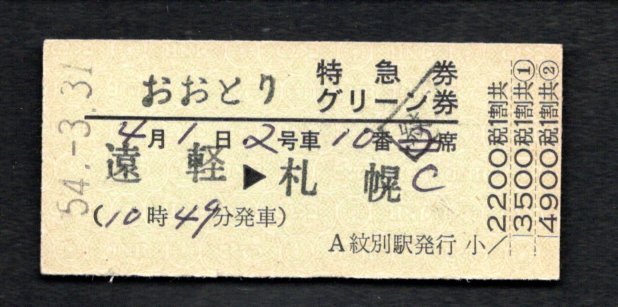 54.-3.31
おおとり 特急券
グリーン券
4月1日2号車10番 席
遠軽▶札幌 C
(10時49分発車)
A紋別駅発行 小
2200税1割共
3500税1割共①
4900税1割共②